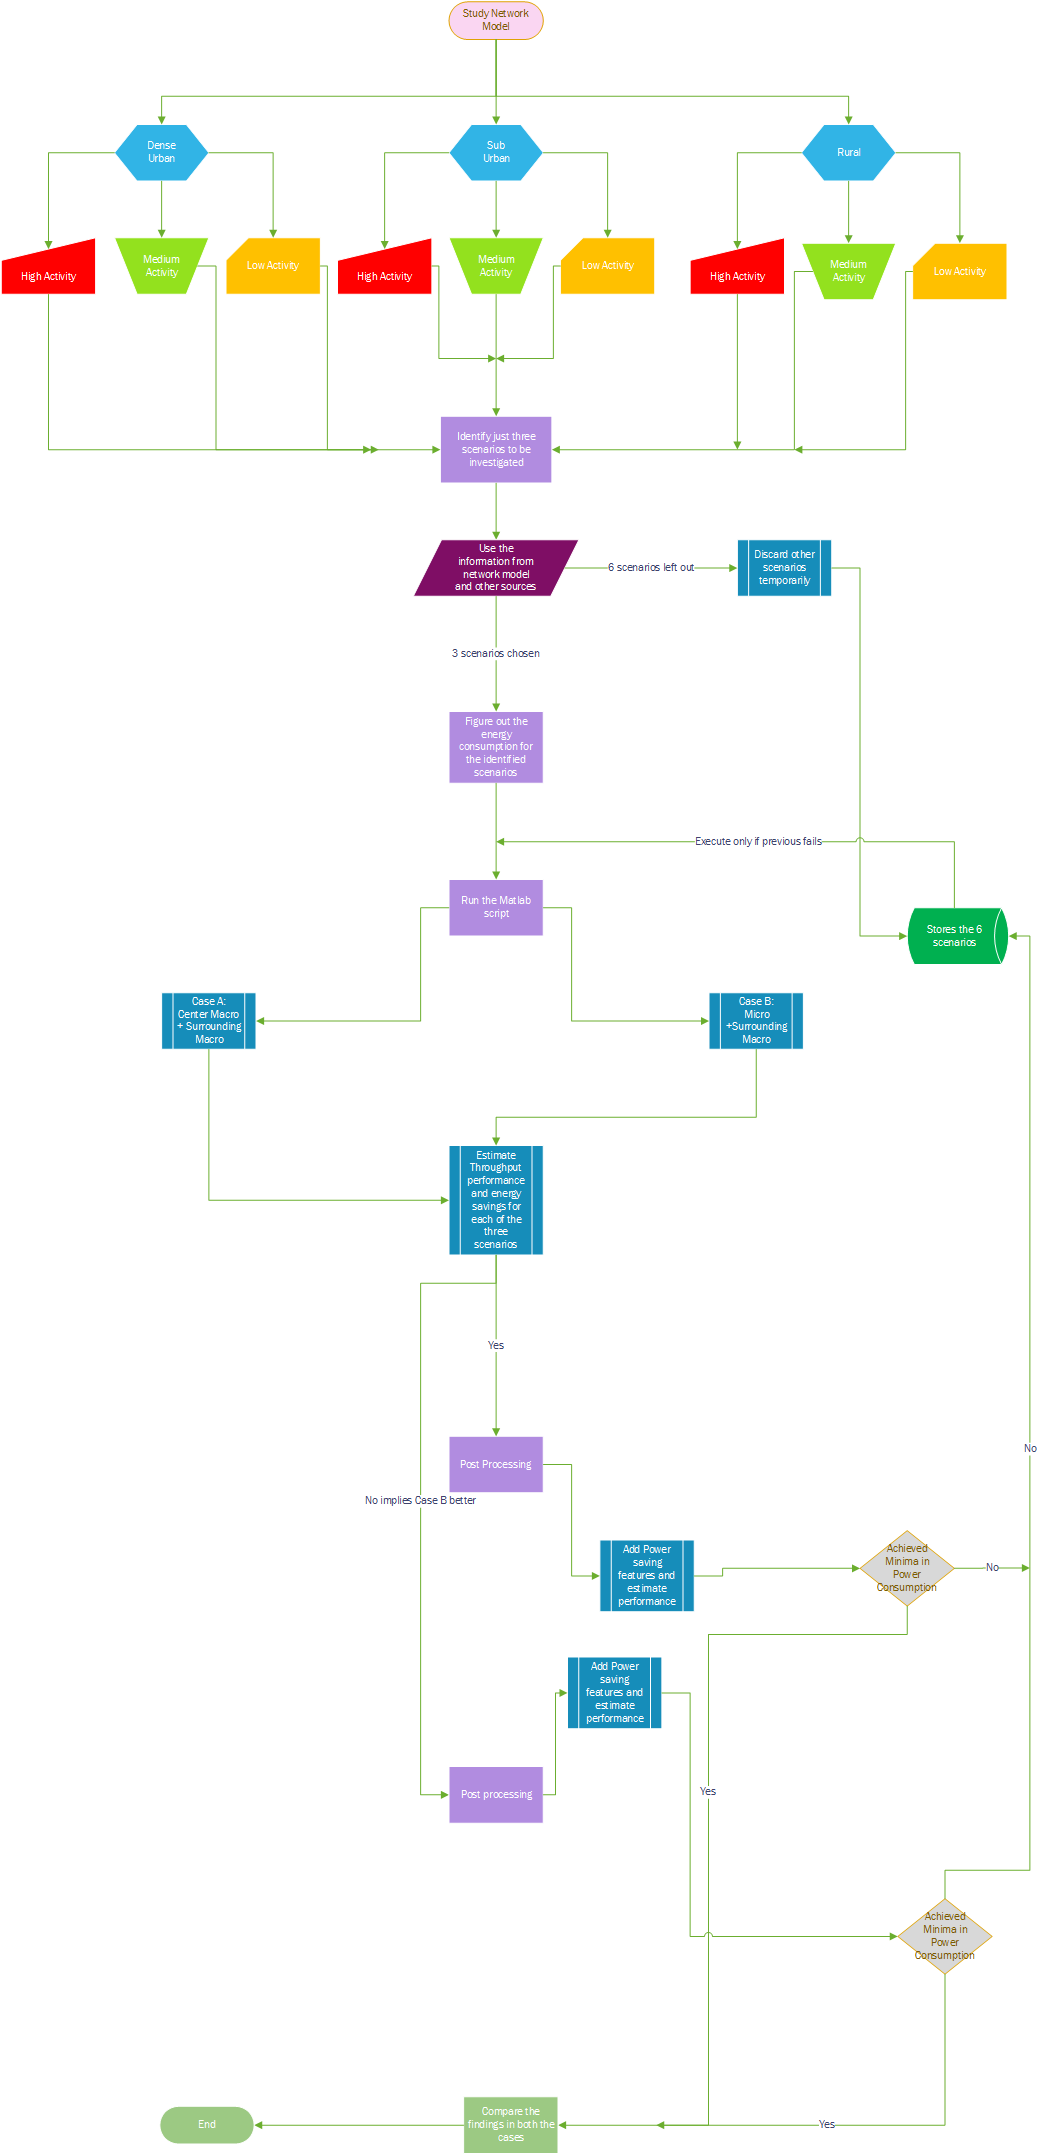 Study Network
Model
Dense
Urban
Sub
Urban
Rural
High Activity
Medium
Activity
Low Activity
High Activity
Medium
Activity
Low Activity
High Activity
Medium
Activity
Low Activity
Identify just three
scenarios to be
investigated
Use the
information from
network model
and other sources
6 scenarios left out
Discard other
scenarios
temporarily
3 scenarios chosen
Figure out the
energy
consumption for
the identified
scenarios
Execute only if previous fails
Run the Matlab
script
Stores the 6
scenarios
Case A:
Center Macro
+ Surrounding
Macro
Case B:
Micro
+Surrounding
Macro
Estimate
Throughput
performance
and energy
savings for
each of the
three
scenarios
Yes
No
Post Processing
No implies Case B better
Add Power
saving
features and
estimate
performance
Achieved
Minima in
Power
Consumption
No
Add Power
saving
features and
estimate
performance
Yes
Post processing
Achieved
Minima in
Power
Consumption
End
Compare the
findings in both the
cases
Yes